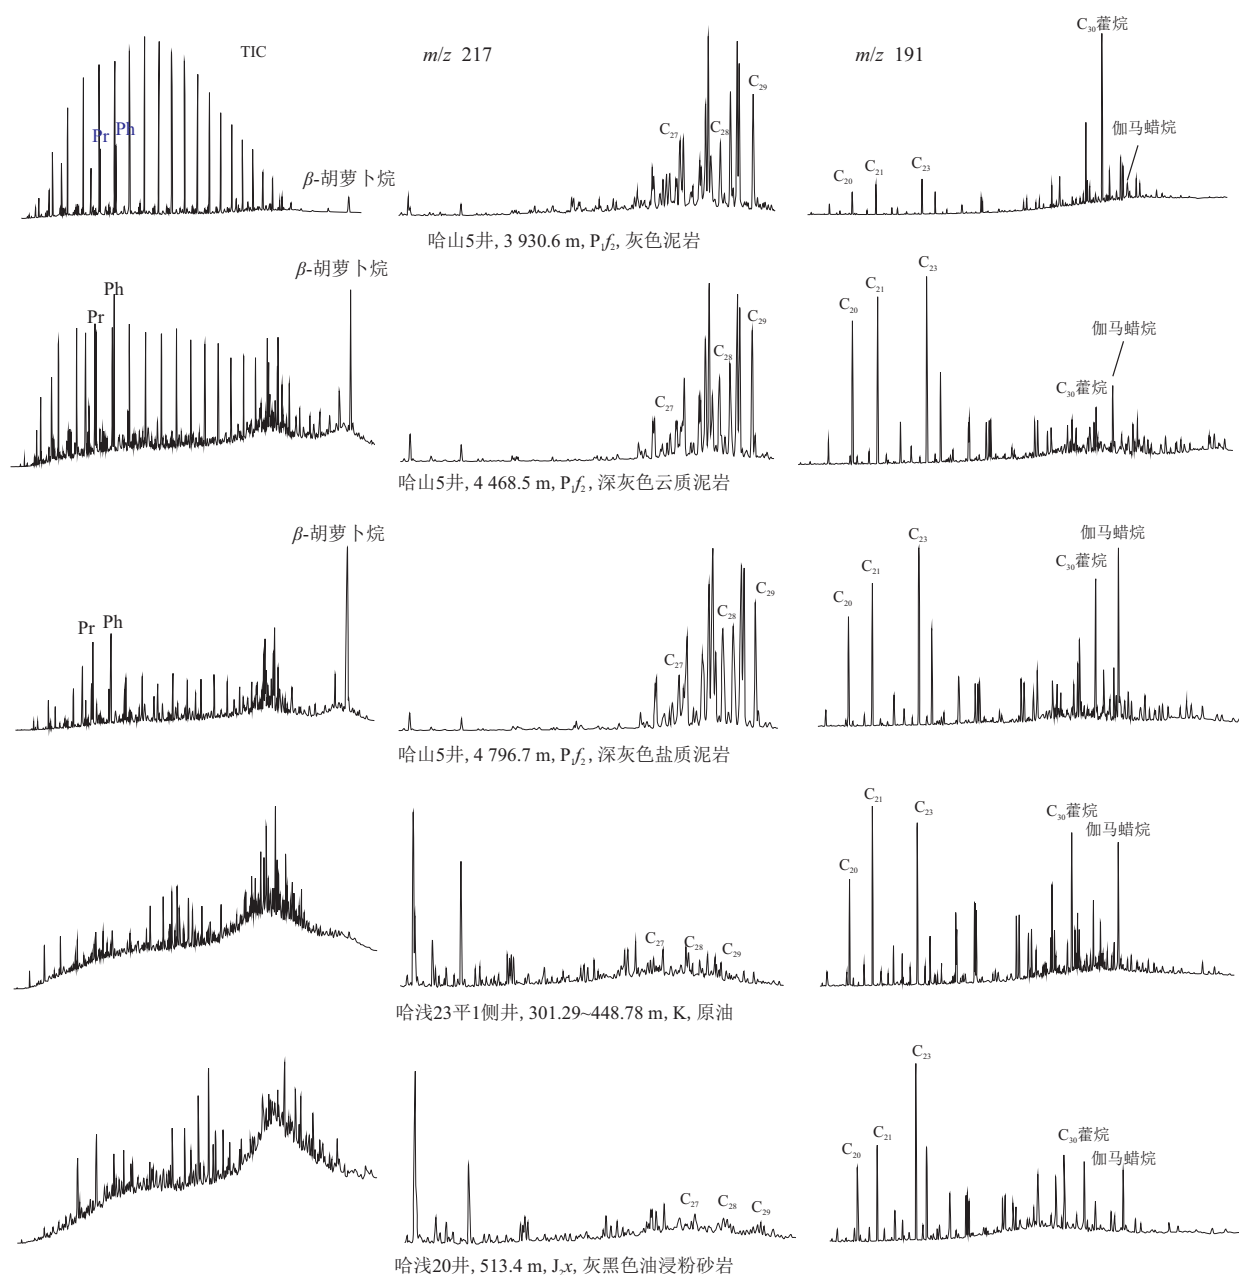 TIC
m/z 217
m/z 191
Pr
Ph
β-胡萝卜烷
C₂₇
C₂₈
C₂₉
C₂₀
C₂₁
C₂₃
C₃₀藿烷
伽马蜡烷
哈山5井, 3 930.6 m, P₁f₂, 灰色泥岩
Pr
Ph
β-胡萝卜烷
C₂₇
C₂₈
C₂₉
C₂₀
C₂₁
C₂₃
C₃₀藿烷
伽马蜡烷
哈山5井, 4 468.5 m, P₁f₂, 深灰色云质泥岩
Pr
Ph
β-胡萝卜烷
C₂₇
C₂₈
C₂₉
C₂₀
C₂₁
C₂₃
C₃₀藿烷
伽马蜡烷
哈山5井, 4 796.7 m, P₁f₂, 深灰色盐质泥岩
C₂₇
C₂₈
C₂₉
C₂₀
C₂₁
C₂₃
C₃₀藿烷
伽马蜡烷
哈浅23平1侧井, 301.29~448.78 m, K, 原油
C₂₇
C₂₈
C₂₉
C₂₀
C₂₁
C₂₃
C₃₀藿烷
伽马蜡烷
哈浅20井, 513.4 m, J₂x, 灰黑色油浸粉砂岩